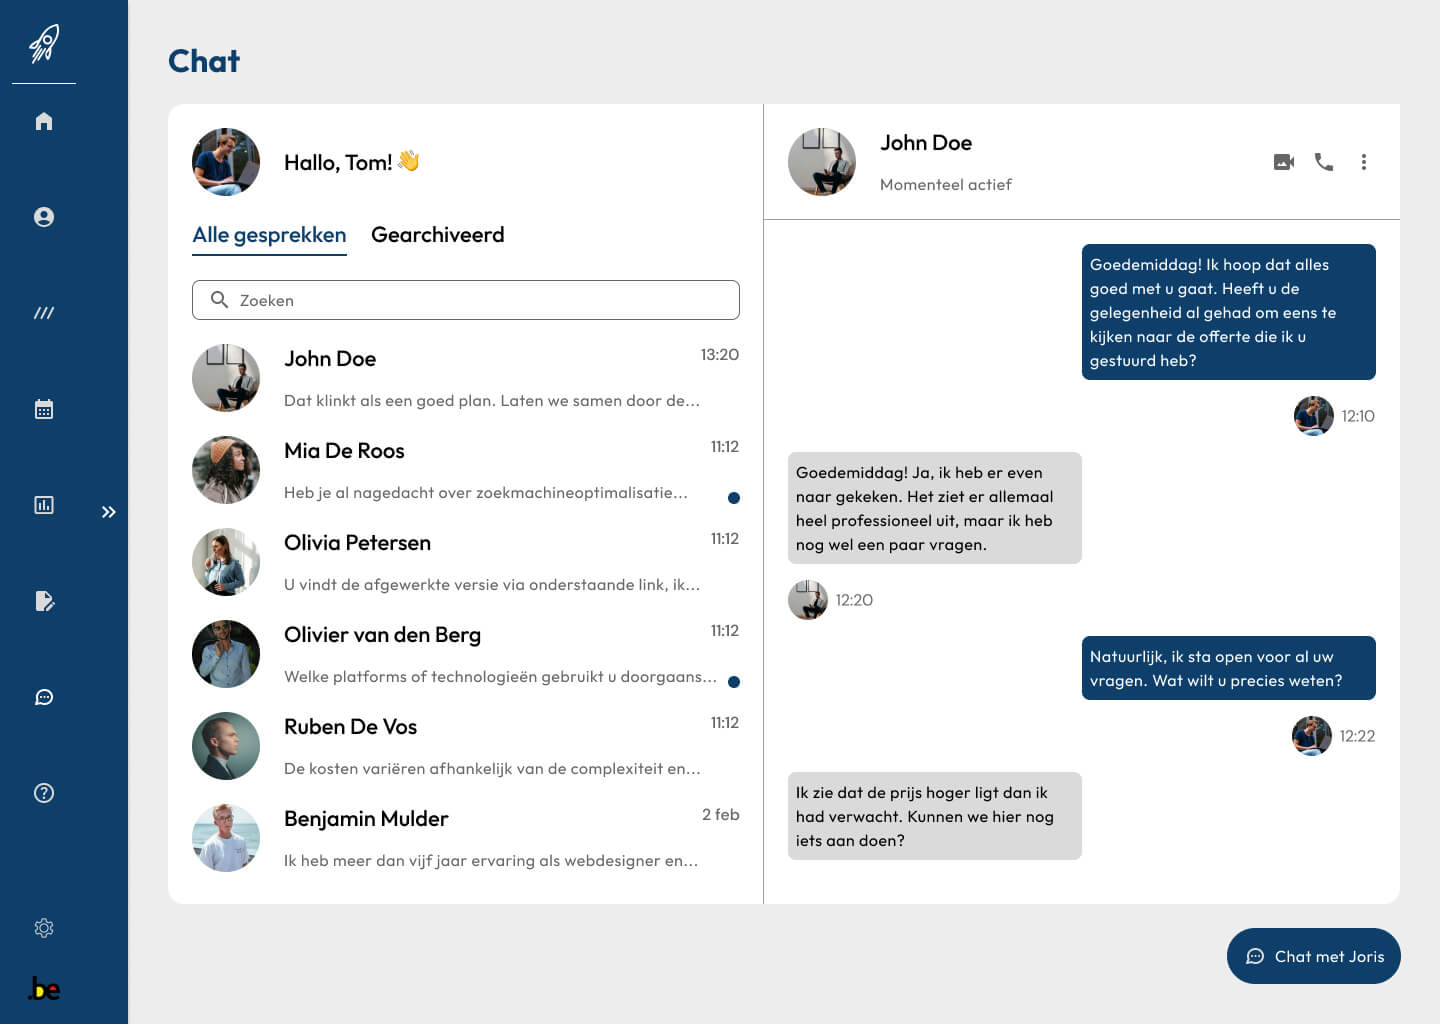 Chat
Hallo, Tom! 👋
Alle gesprekken
Gearchiveerd
Zoeken
John Doe
13:20
Dat klinkt als een goed plan. Laten we samen door de...
Mia De Roos
11:12
Heb je al nagedacht over zoekmachineoptimalisatie...
Olivia Petersen
11:12
U vindt de afgewerkte versie via onderstaande link, ik...
Olivier van den Berg
11:12
Welke platforms of technologieën gebruikt u doorgaans...
Ruben De Vos
11:12
De kosten variëren afhankelijk van de complexiteit en...
Benjamin Mulder
2 feb
Ik heb meer dan vijf jaar ervaring als webdesigner en...
John Doe
Momenteel actief
Goedemiddag! Ik hoop dat alles
goed met u gaat. Heeft u de
gelegenheid al gehad om eens te
kijken naar de offerte die ik u
gestuurd heb?
12:10
Goedemiddag! Ja, ik heb er even
naar gekeken. Het ziet er allemaal
heel professioneel uit, maar ik heb
nog wel een paar vragen.
12:20
Natuurlijk, ik sta open voor al uw
vragen. Wat wilt u precies weten?
12:22
Ik zie dat de prijs hoger ligt dan ik
had verwacht. Kunnen we hier nog
iets aan doen?
Chat met Joris
.be